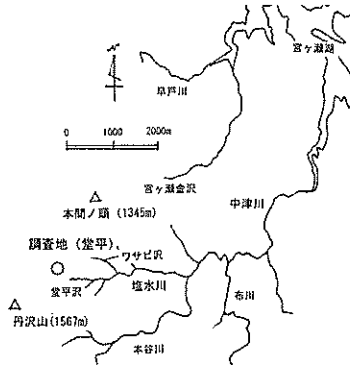 宮ヶ瀬湖
早戸川
0 1000 2000m
宮ヶ瀬金沢
中津川
本間ノ頭 (1345m)
調査地 (堂平)
ワサビ沢
堂平沢
塩水川
布川
丹沢山 (1567m)
本谷川